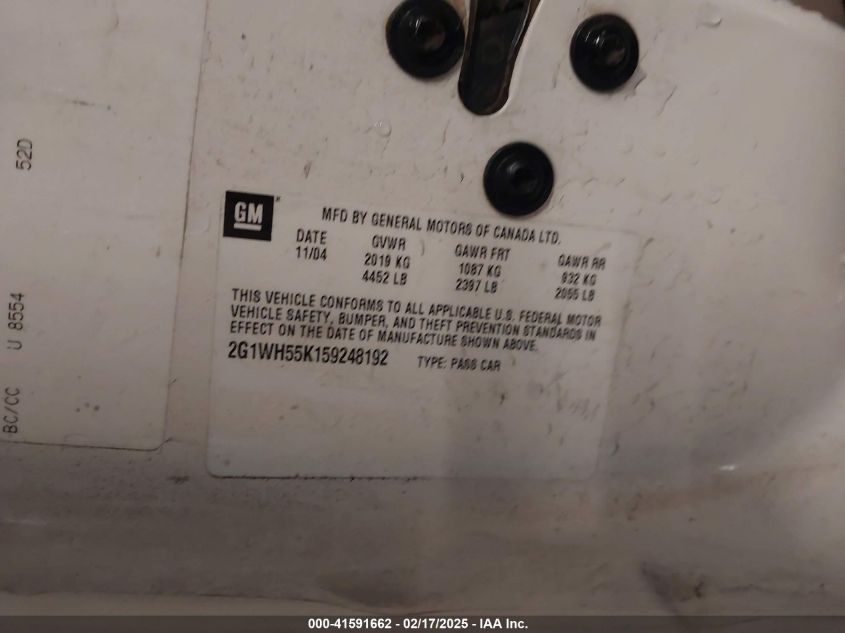 52D
U 8554
BC/CC
GM
MFD BY GENERAL MOTORS OF CANADA LTD.
DATE GVWR GAWR FRT GAWR RR
11/04 2019 KG 1087 KG 932 KG
4452 LB 2397 LB 2055 LB
THIS VEHICLE CONFORMS TO ALL APPLICABLE U.S. FEDERAL MOTOR
VEHICLE SAFETY, BUMPER, AND THEFT PREVENTION STANDARDS IN
EFFECT ON THE DATE OF MANUFACTURE SHOWN ABOVE.
2G1WH55K159248192 TYPE: PASS CAR
000-41591662 - 02/17/2025 - IAA Inc.